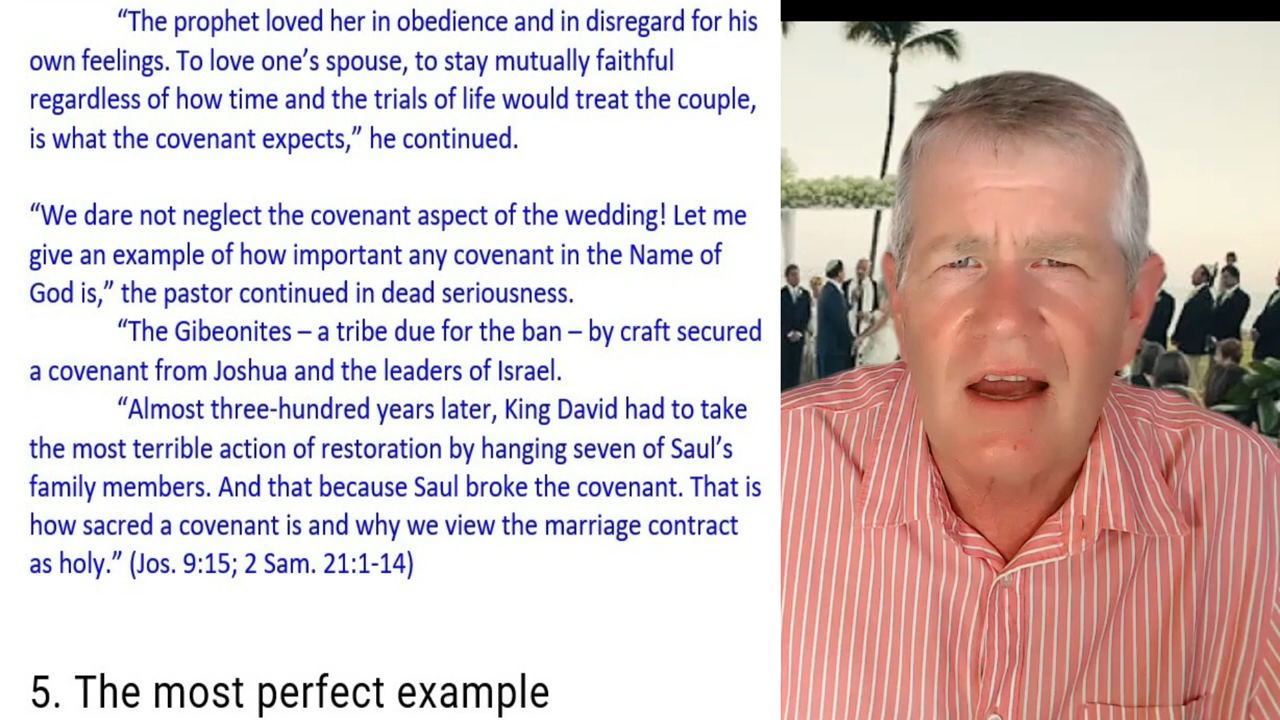 “The prophet loved her in obedience and in disregard for his
own feelings. To love one’s spouse, to stay mutually faithful
regardless of how time and the trials of life would treat the couple,
is what the covenant expects,” he continued.
“We dare not neglect the covenant aspect of the wedding! Let me
give an example of how important any covenant in the Name of
God is,” the pastor continued in dead seriousness.
“The Gibeonites – a tribe due for the ban – by craft secured
a covenant from Joshua and the leaders of Israel.
“Almost three-hundred years later, King David had to take
the most terrible action of restoration by hanging seven of Saul’s
family members. And that because Saul broke the covenant. That is
how sacred a covenant is and why we view the marriage contract
as holy.” (Jos. 9:15; 2 Sam. 21:1-14)
5. The most perfect example